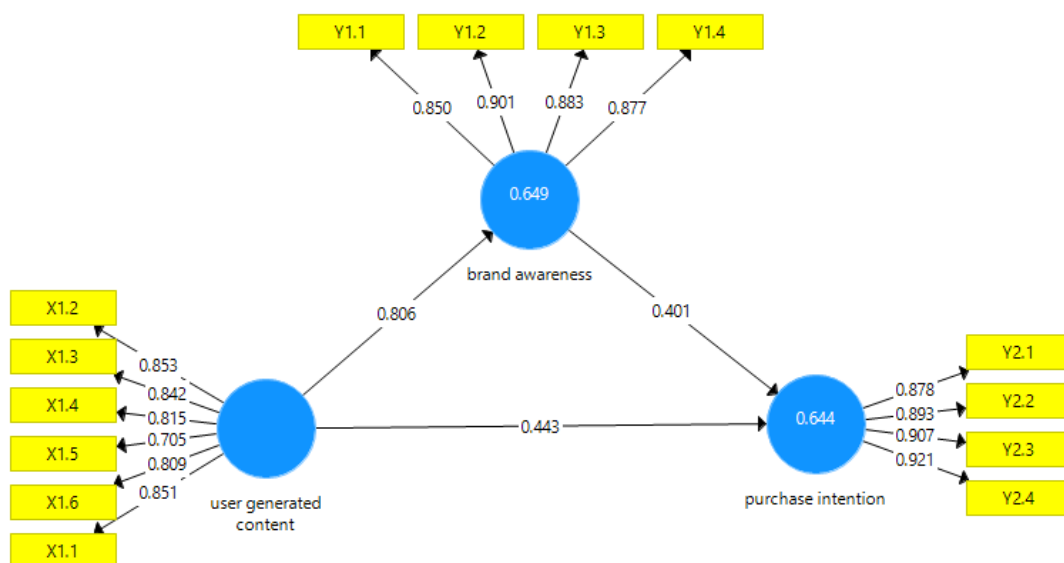 Y1.1
Y1.2
Y1.3
Y1.4
0.850
0.901
0.883
0.877
0.649
brand awareness
0.806
0.401
X1.2
X1.3
X1.4
X1.5
X1.6
X1.1
0.853
0.842
0.815
0.705
0.809
0.851
user generated
content
0.443
0.644
purchase intention
0.878
0.893
0.907
0.921
Y2.1
Y2.2
Y2.3
Y2.4